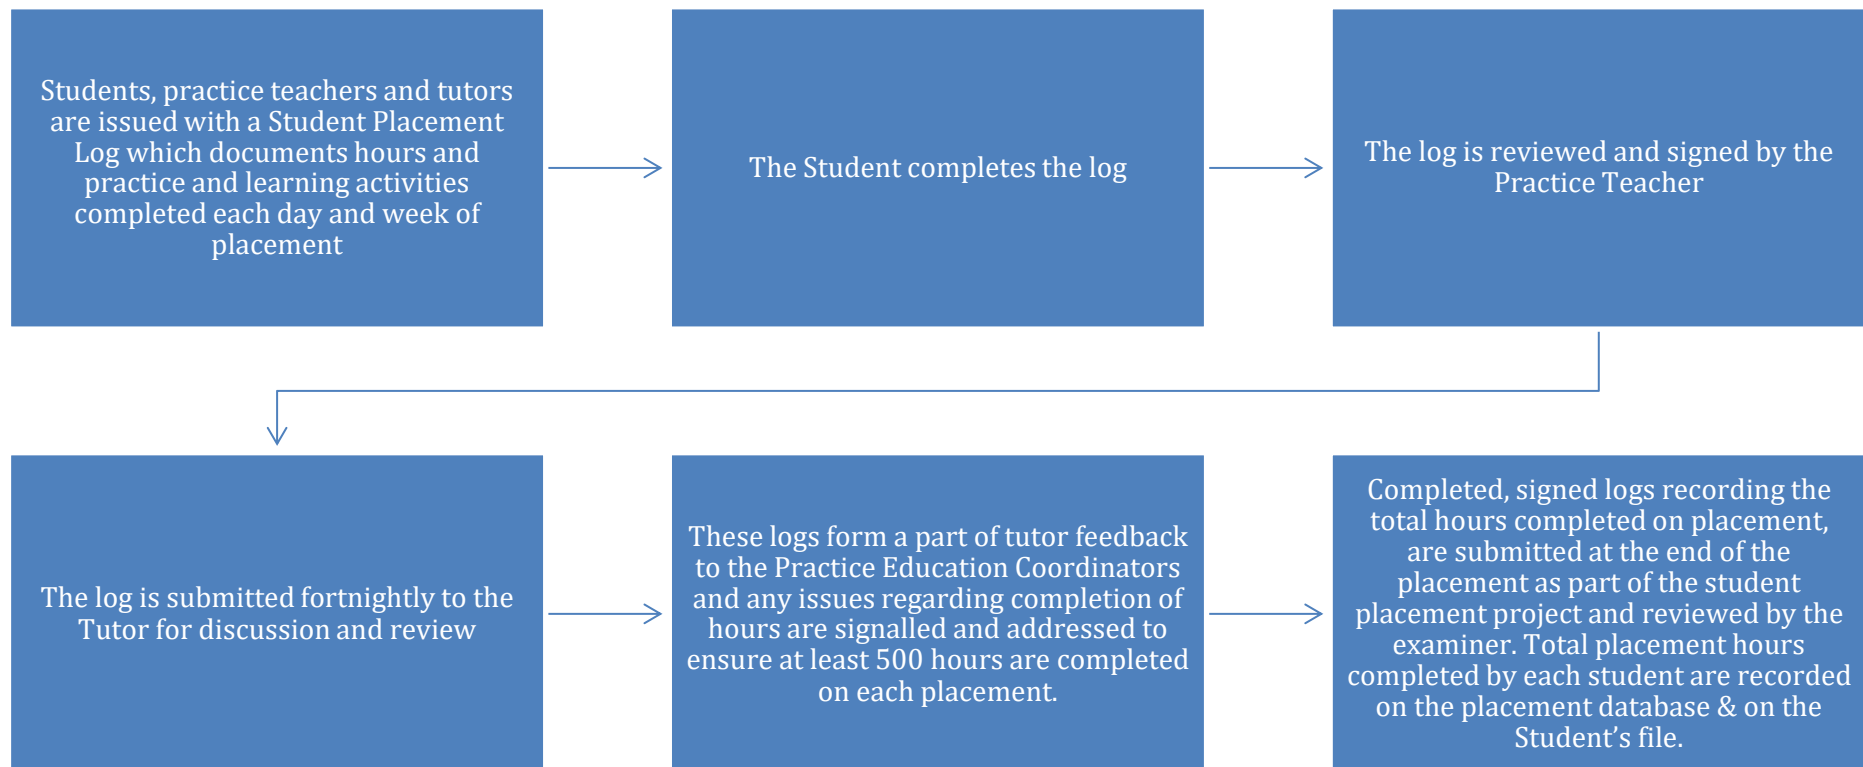 Students, practice teachers and tutors
are issued with a Student Placement
Log which documents hours and
practice and learning activities
completed each day and week of
placement
The Student completes the log
The log is reviewed and signed by the
Practice Teacher
The log is submitted fortnightly to the
Tutor for discussion and review
These logs form a part of tutor feedback
to the Practice Education Coordinators
and any issues regarding completion of
hours are signalled and addressed to
ensure at least 500 hours are completed
on each placement.
Completed, signed logs recording the
total hours completed on placement,
are submitted at the end of the
placement as part of the student
placement project and reviewed by the
examiner. Total placement hours
completed by each student are recorded
on the placement database & on the
Student’s file.